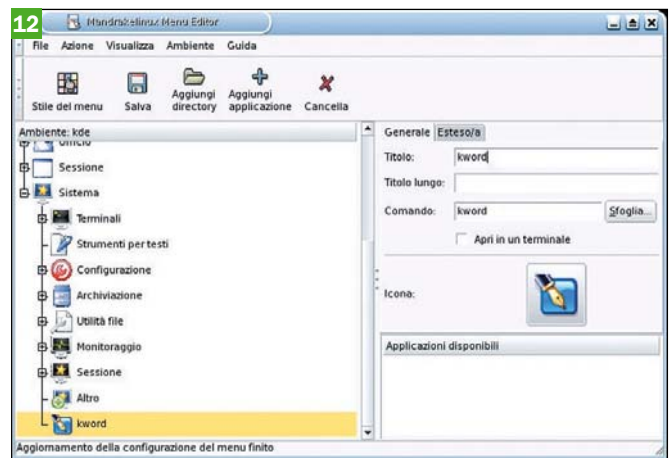 12
Mandrakelinux Menu Editor
File Azione Visualizza Ambiente Guida
Stile del menu
Salva
Aggiungi directory
Aggiungi applicazione
Cancella
Ambiente: kde
Ufficio
Sessione
Sistema
Terminali
Strumenti per testi
Configurazione
Archiviazione
Utilità file
Monitoraggio
Sessione
Altro
kword
Generale Esteso/a
Titolo: kword
Titolo lungo:
Comando: kword Sfoglia...
Apri in un terminale
Icona:
Applicazioni disponibili
Aggiornamento della configurazione del menu finito